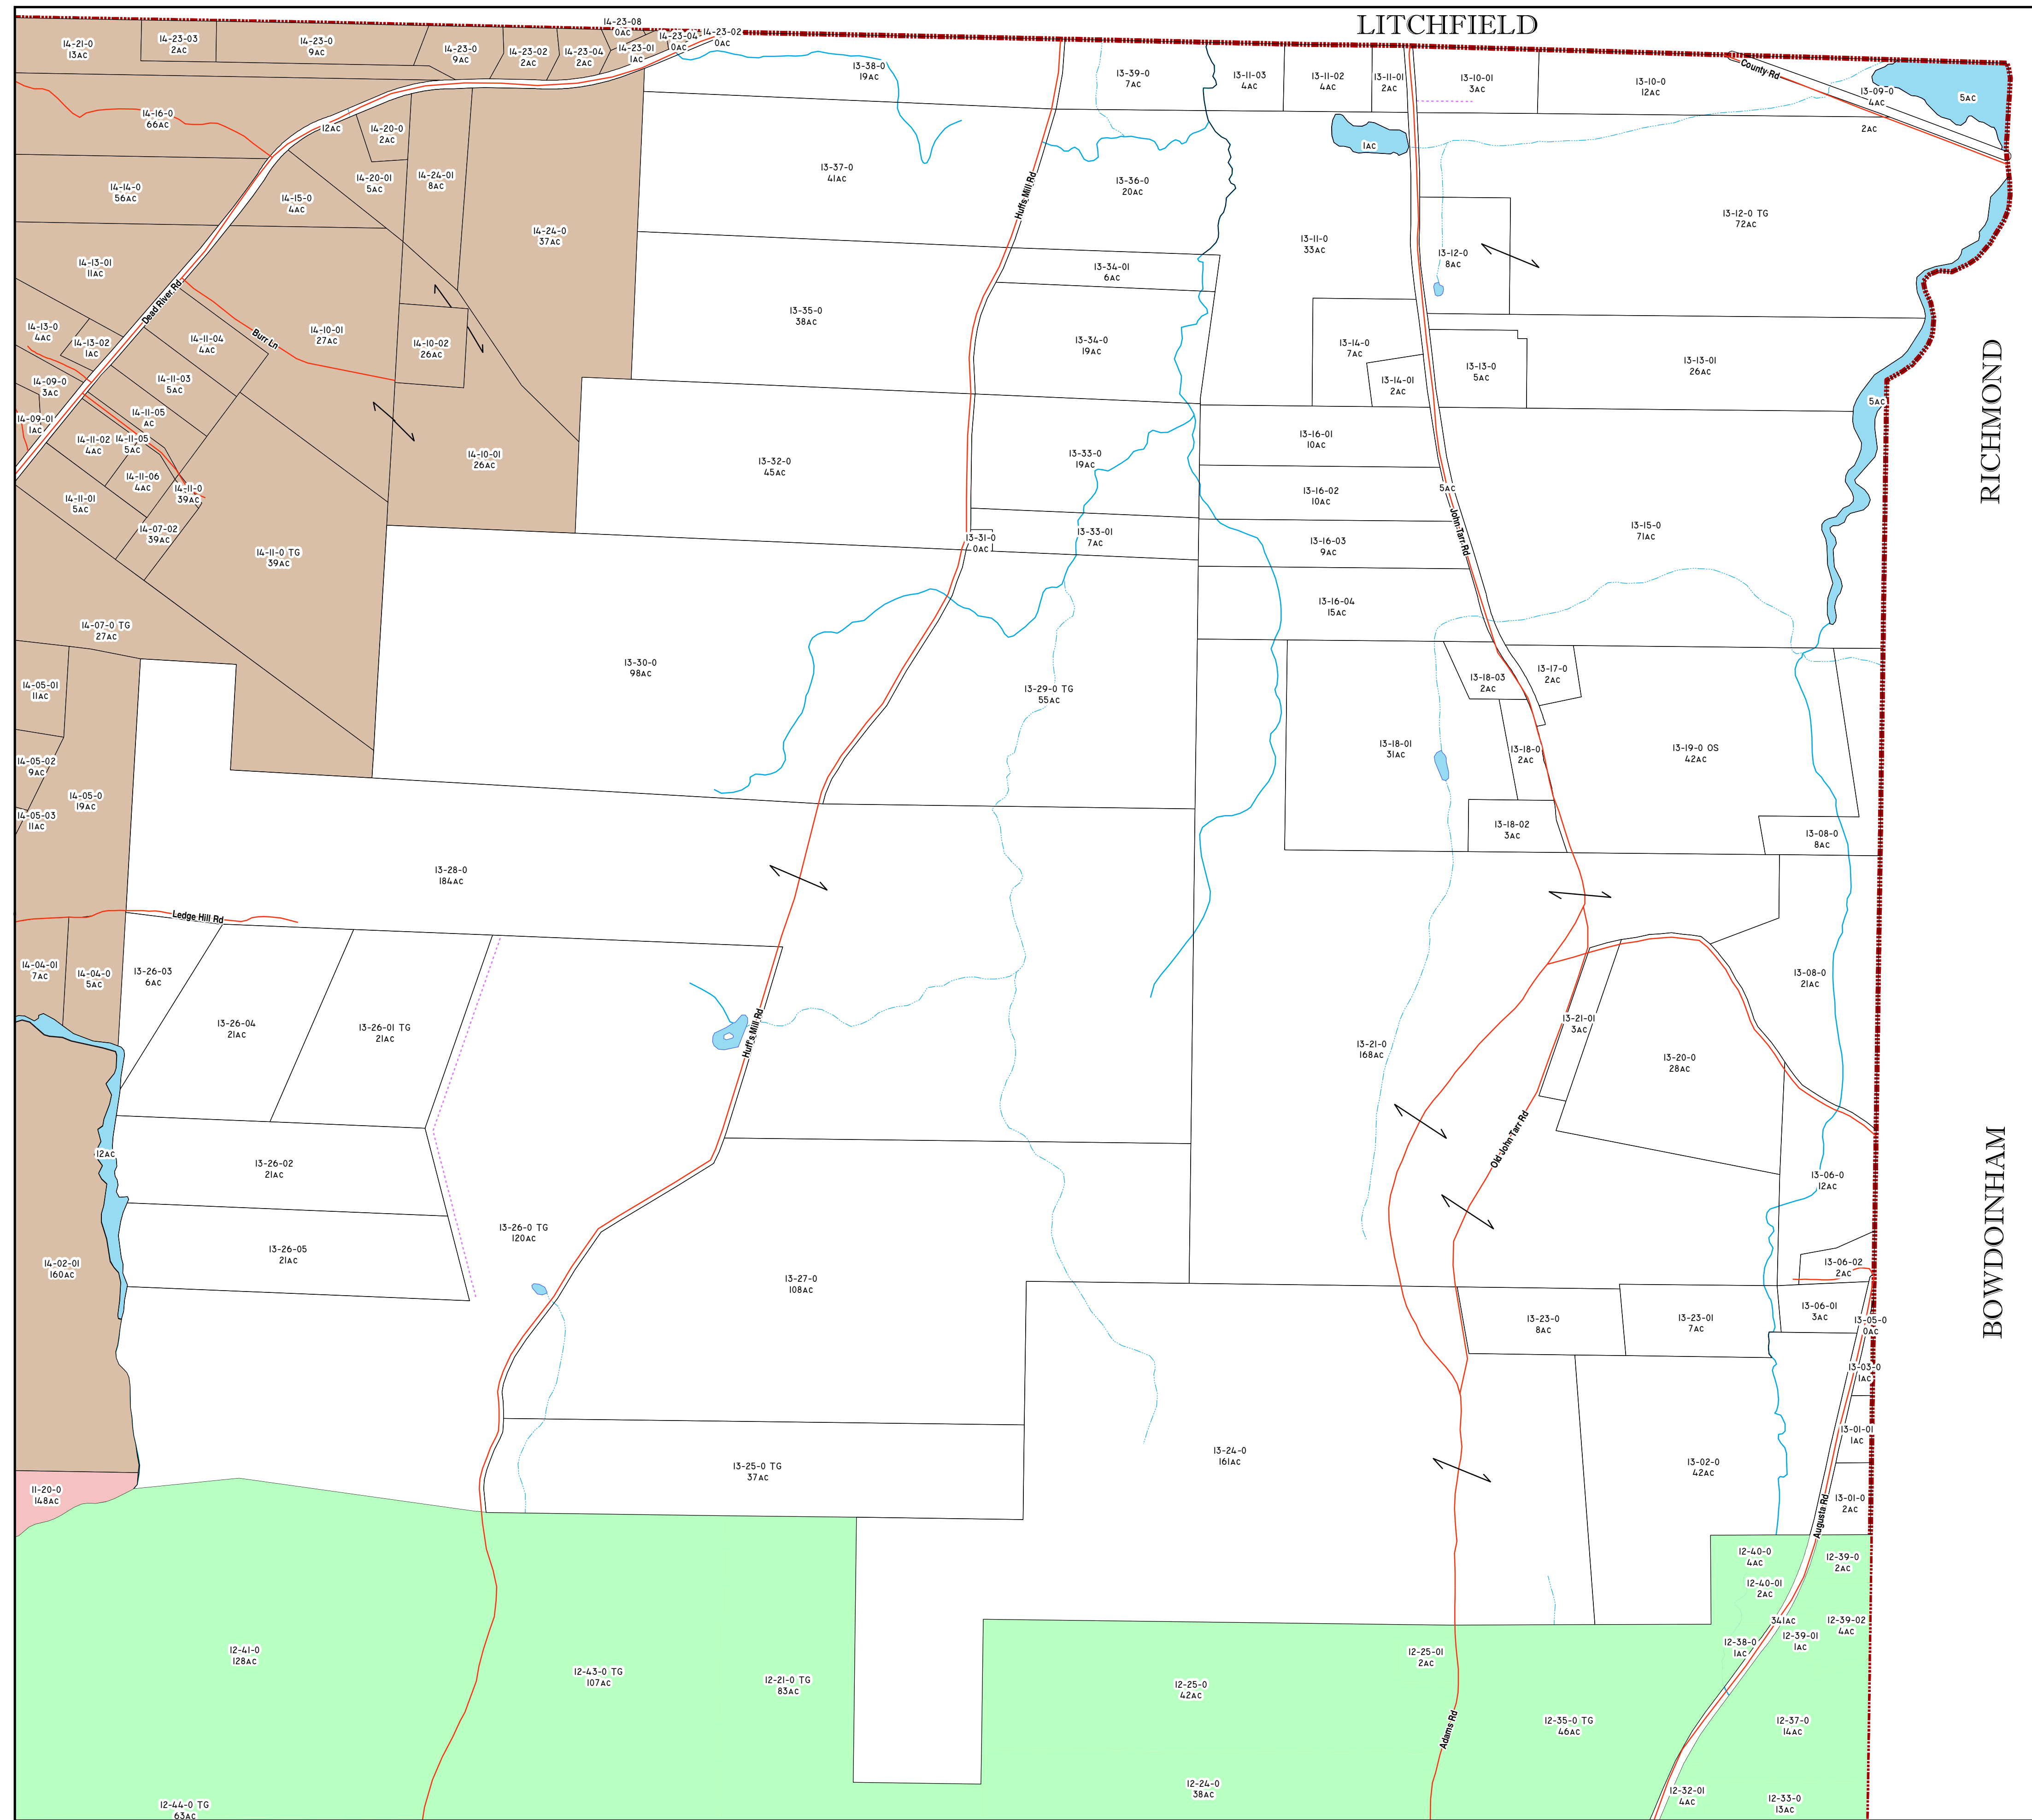 LITCHFIELD
14-23-08
0AC
14-21-0
13AC
14-23-03
2AC
14-23-0
9AC
14-23-0
9AC
14-23-02
2AC
14-23-04
2AC
14-23-01
1AC
14-23-04
0AC
14-23-02
0AC
13-38-0
19AC
13-39-0
7AC
13-11-03
4AC
13-11-02
4AC
13-11-01
2AC
13-10-01
3AC
13-10-0
12AC
County Rd
13-09-0
4AC
5AC
2AC
14-16-0
66AC
12AC
14-20-0
2AC
1AC
14-14-0
56AC
14-15-0
4AC
14-20-01
5AC
14-24-01
8AC
13-37-0
41AC
Huffs Mill Rd
13-36-0
20AC
14-24-0
37AC
13-11-0
33AC
13-12-0
8AC
13-12-0 TG
72AC
14-13-01
11AC
13-34-01
6AC
Dead River Rd
14-13-0
4AC
14-13-02
1AC
14-11-04
4AC
Burr Ln
14-10-01
27AC
14-10-02
26AC
13-35-0
38AC
13-34-0
19AC
13-14-0
7AC
13-14-01
2AC
13-13-0
5AC
13-13-01
26AC
RICHMOND
14-09-0
3AC
14-11-03
5AC
5AC
14-09-01
1AC
14-11-05
AC
14-11-02
4AC
14-11-05
5AC
14-11-06
4AC
14-11-0
39AC
14-10-01
26AC
13-32-0
45AC
13-33-0
19AC
13-16-01
10AC
13-16-02
10AC
5AC
14-11-01
5AC
14-07-02
39AC
14-11-0 TG
39AC
13-31-0
0AC
13-33-01
7AC
13-16-03
9AC
John Tarr Rd
13-15-0
71AC
13-16-04
15AC
14-07-0 TG
27AC
14-05-01
11AC
13-30-0
98AC
13-29-0 TG
55AC
13-18-03
2AC
13-17-0
2AC
14-05-02
9AC
13-18-01
31AC
13-18-0
2AC
13-19-0 OS
42AC
14-05-0
19AC
14-05-03
11AC
13-18-02
3AC
13-08-0
8AC
13-28-0
184AC
Ledge Hill Rd
14-04-01
7AC
14-04-0
5AC
13-26-03
6AC
13-08-0
21AC
13-26-04
21AC
13-26-01 TG
21AC
Huff's Mill Rd
13-21-0
168AC
13-21-01
3AC
13-20-0
28AC
Old John Tarr Rd
12AC
13-26-02
21AC
13-06-0
12AC
BOWDOINHAM
13-26-0 TG
120AC
13-26-05
21AC
14-02-01
160AC
13-27-0
108AC
13-06-02
2AC
13-23-0
8AC
13-23-01
7AC
13-06-01
3AC
13-05-0
0AC
13-03-0
1AC
13-24-0
161AC
13-25-0 TG
37AC
13-02-0
42AC
13-01-01
1AC
11-20-0
148AC
13-01-0
2AC
Augusta Rd
12-40-0
4AC
12-39-0
2AC
12-40-01
2AC
341AC
12-39-02
4AC
12-41-0
128AC
12-43-0 TG
107AC
12-21-0 TG
83AC
12-25-0
42AC
12-25-01
2AC
12-38-0
1AC
12-39-01
1AC
Adams Rd
12-35-0 TG
46AC
12-37-0
14AC
12-24-0
38AC
12-32-01
4AC
12-33-0
13AC
12-44-0 TG
63AC